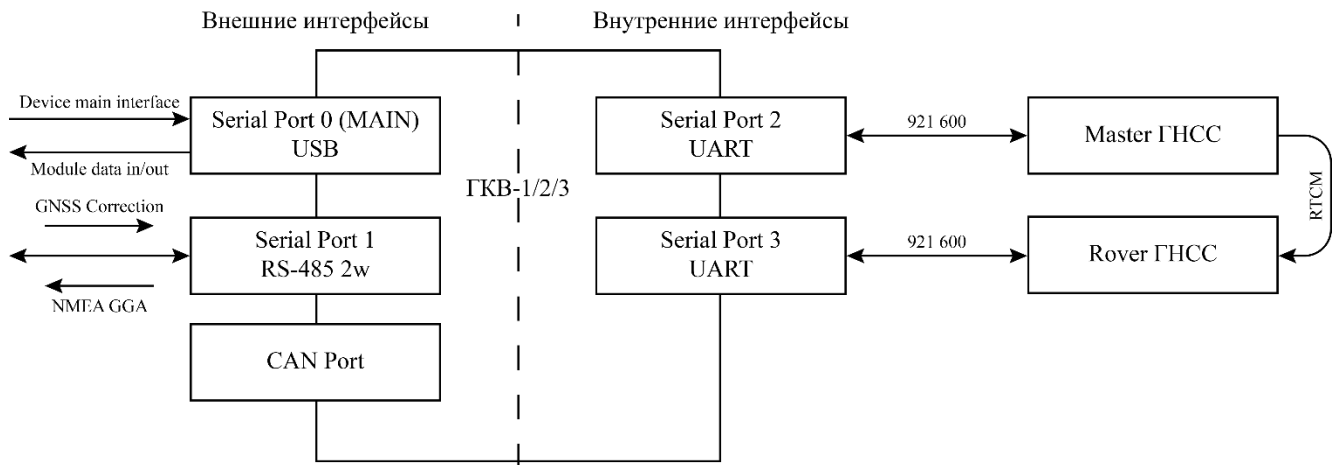 Внешние интерфейсы
Внутренние интерфейсы
Device main interface
Serial Port 0 (MAIN)
USB
Module data in/out
Serial Port 2
UART
921 600
Master ГНСС
ГКВ-1/2/3
GNSS Correction
Serial Port 1
RS-485 2w
NMEA GGA
Serial Port 3
UART
921 600
Rover ГНСС
RTCM
CAN Port